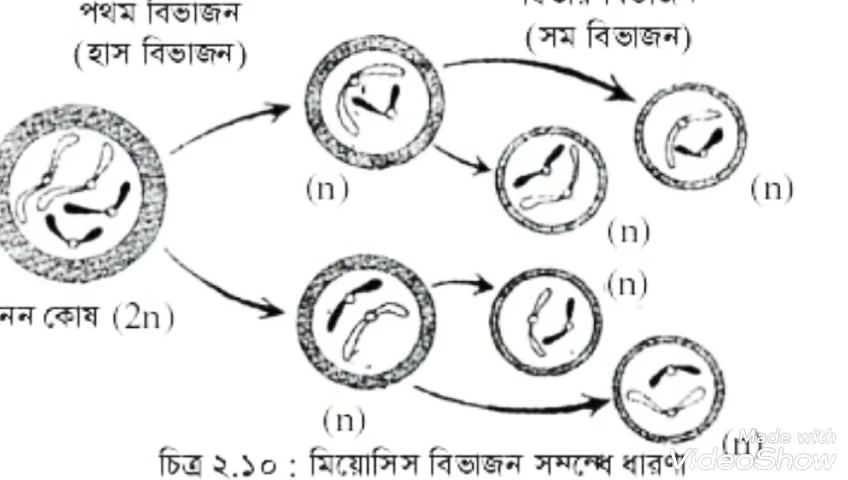 পথম বিভাজন
(হাস বিভাজন)
(সম বিভাজন)
(n)
(n)
(n)
(n)
নন কোষ (2n)
(n)
(n)
চিত্র ২.১০ : মিয়োসিস বিভাজন সম্বন্ধে ধারণা
Made with
VideoShow